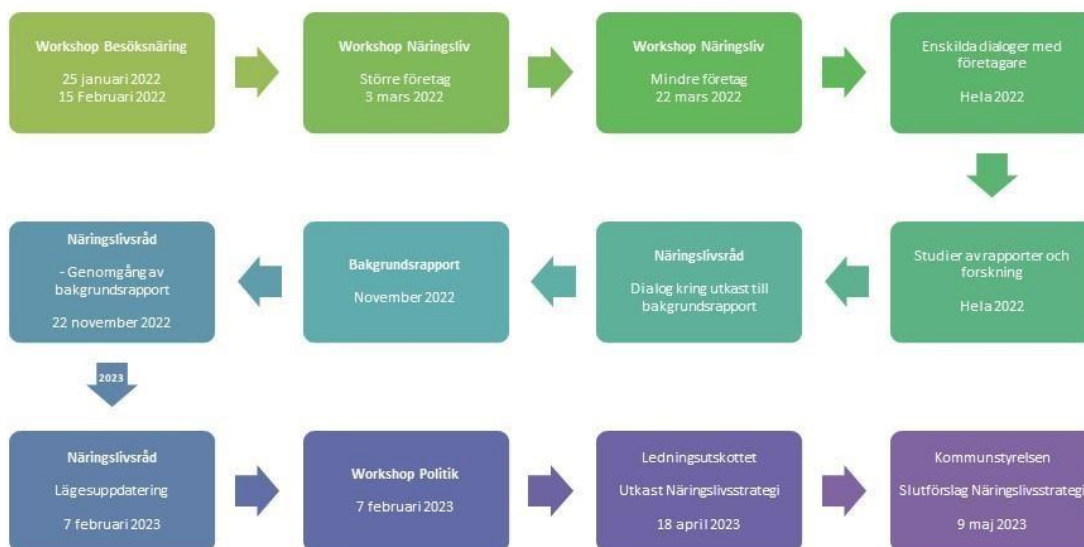 Workshop Besöksnäring
25 januari 2022
15 Februari 2022
Workshop Näringsliv
Större företag
3 mars 2022
Workshop Näringsliv
Mindre företag
22 mars 2022
Enskilda dialoger med
företagare
Hela 2022
Studier av rapporter och
forskning
Hela 2022
Näringslivsråd
Dialog kring utkast till
bakgrundsrapport
Bakgrundsrapport
November 2022
Näringslivsråd
- Genomgång av
bakgrundsrapport
22 november 2022
2023
Näringslivsråd
Lägesuppdatering
7 februari 2023
Workshop Politik
7 februari 2023
Ledningsutskottet
Utkast Näringslivsstrategi
18 april 2023
Kommunstyrelsen
Slutförslag Näringslivsstrategi
9 maj 2023